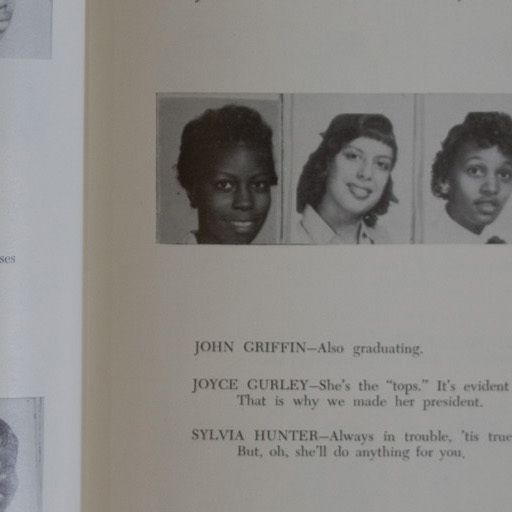 ses
JOHN GRIFFIN—Also graduating.
JOYCE GURLEY—She's the "tops." It's evident
That is why we made her president.
SYLVIA HUNTER—Always in trouble, 'tis true
But, oh, she'll do anything for you.